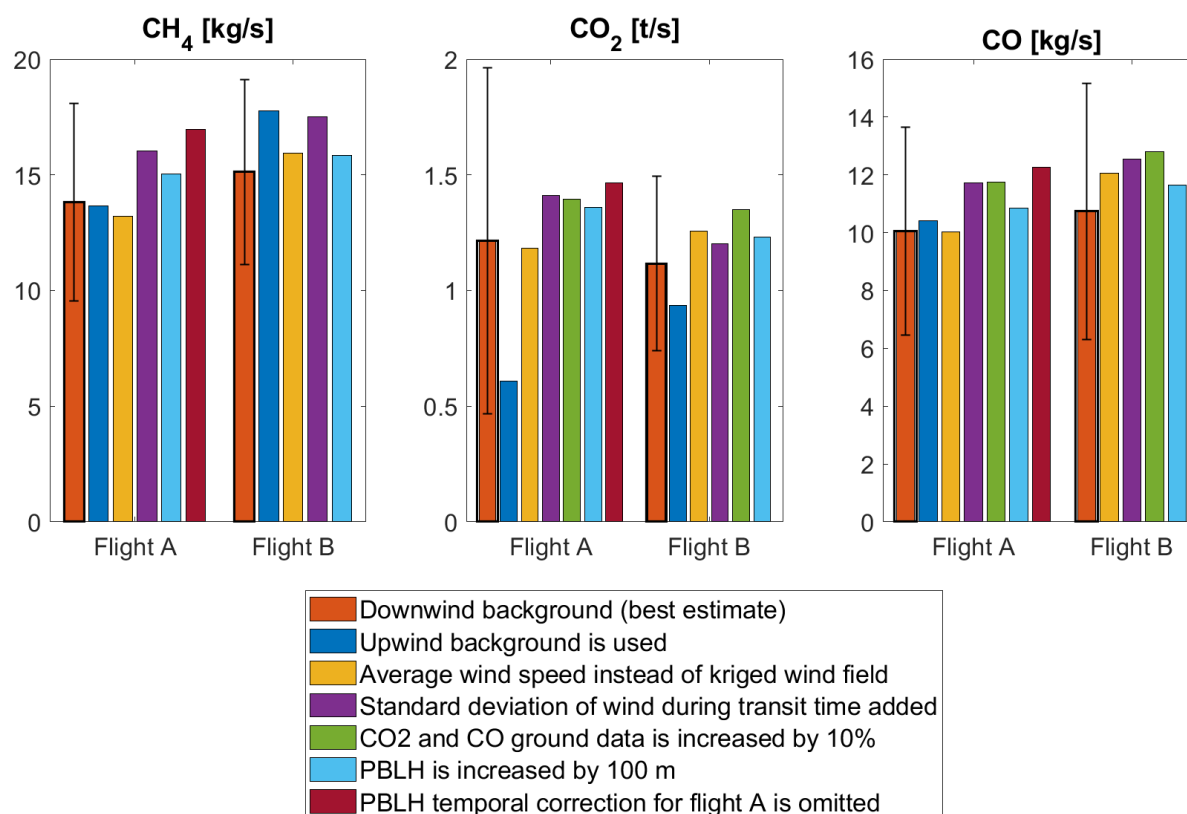 CH4 [kg/s]
20
15
10
5
0
Flight A
Flight B
CO2 [t/s]
2
1.5
1
0.5
0
Flight A
Flight B
CO [kg/s]
16
14
12
10
8
6
4
2
0
Flight A
Flight B
Downwind background (best estimate)
Upwind background is used
Average wind speed instead of kriged wind field
Standard deviation of wind during transit time added
CO2 and CO ground data is increased by 10%
PBLH is increased by 100 m
PBLH temporal correction for flight A is omitted